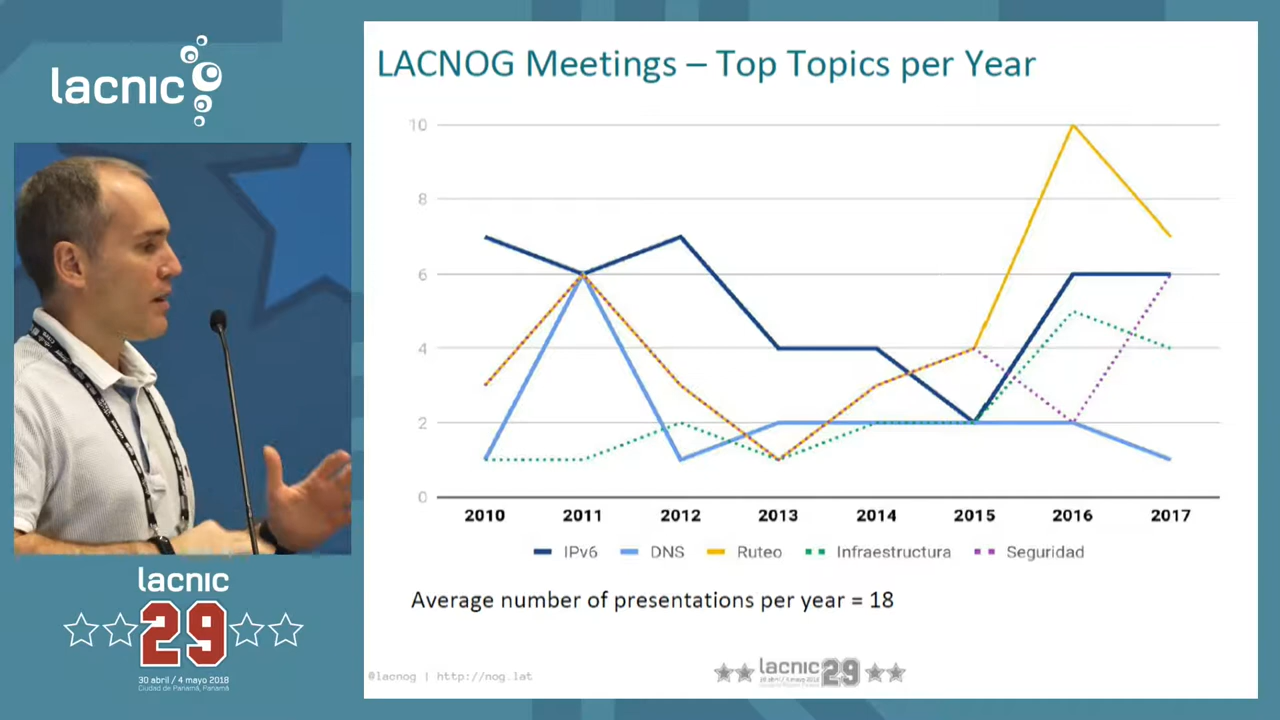 lacnic
LACNOG Meetings – Top Topics per Year
10
8
6
4
2
0
2010 2011 2012 2013 2014 2015 2016 2017
IPv6 DNS Ruteo Infraestructura Seguridad
Average number of presentations per year = 18
@lacnog | http://nog.lat
lacnic 29
lacnic
29
30 abril / 4 mayo 2018
Ciudad de Panamá, Panamá